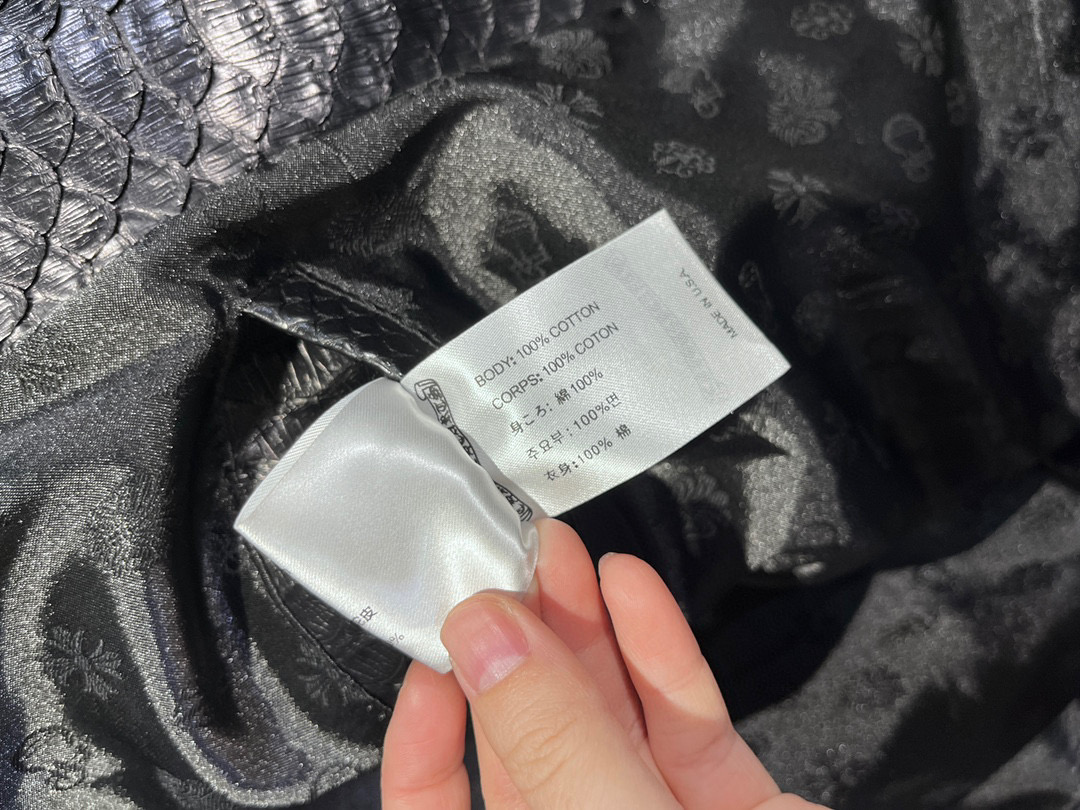 BODY: 100% COTTON
CORPS: 100% COTON
身ごろ: 綿 100%
주요부 : 100%면
衣身:100% 棉
MADE IN U.S.A.
皮
%